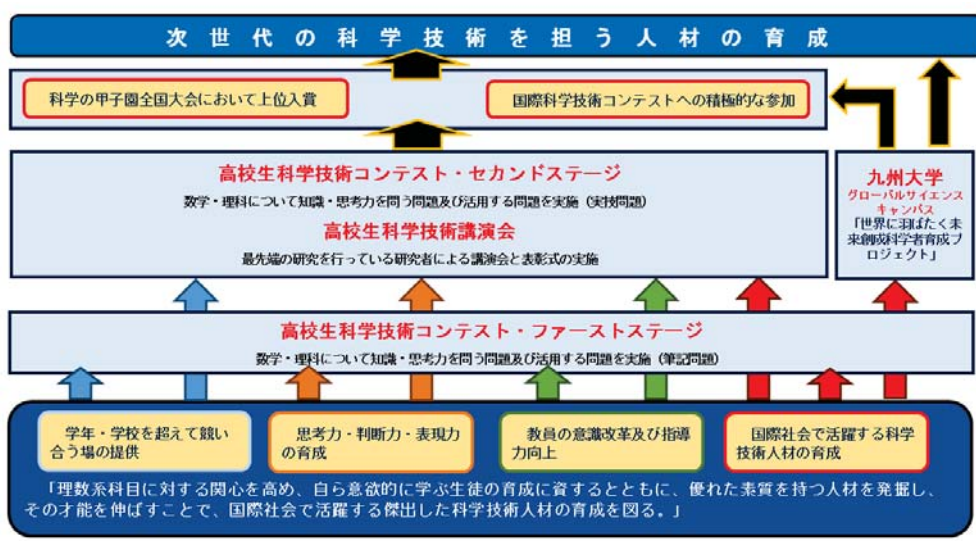 次世代の科学技術を担う人材の育成
科学の甲子園全国大会において上位入賞
国際科学技術コンテストへの積極的な参加
高校生科学技術コンテスト・セカンドステージ
数学・理科について知識・思考力を問う問題及び活用する問題を実施（実技問題）
高校生科学技術講演会
最先端の研究を行っている研究者による講演会と表彰式の実施
九州大学
グローバルサイエンス
キャンパス
「世界に羽ばたく未
来創成科学者育成プ
ロジェクト」
高校生科学技術コンテスト・ファーストステージ
数学・理科について知識・思考力を問う問題及び活用する問題を実施（筆記問題）
学年・学校を超えて競い
合う場の提供
思考力・判断力・表現力
の育成
教員の意識改革及び指導
力向上
国際社会で活躍する科学
技術人材の育成
「理数系科目に対する関心を高め、自ら意欲的に学ぶ生徒の育成に資するとともに、優れた素質を持つ人材を発掘し、
その才能を伸ばすことで、国際社会で活躍する傑出した科学技術人材の育成を図る。」